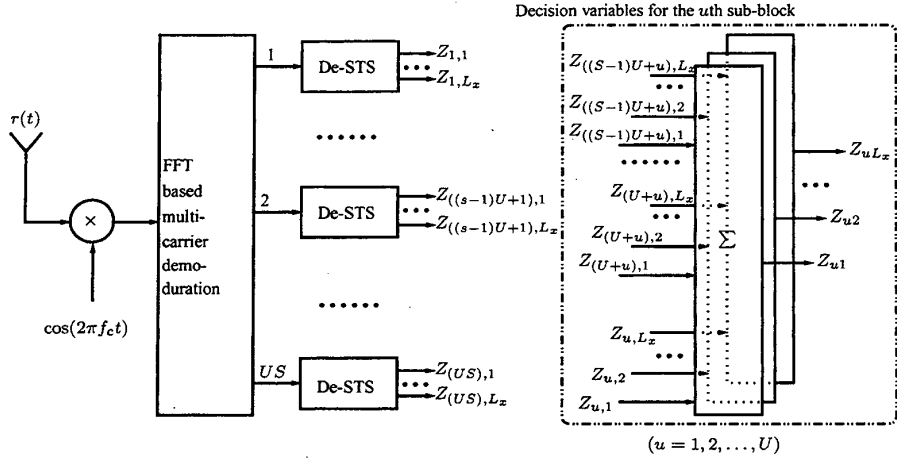 Decision variables for the uth sub-block
r(t)
×
cos(2πf_c t)
FFT
based
multi-
carrier
demo-
duration
1
De-STS
Z_{1,1}
Z_{1,L_x}
2
De-STS
Z_{((s-1)U+1),1}
Z_{((s-1)U+1),L_x}
US
De-STS
Z_{(US),1}
Z_{(US),L_x}
Z_{((S-1)U+u),L_x}
Z_{((S-1)U+u),2}
Z_{((S-1)U+u),1}
Z_{(U+u),L_x}
Z_{(U+u),2}
Z_{(U+u),1}
Z_{u,L_x}
Z_{u,2}
Z_{u,1}
Σ
Z_{uL_x}
Z_{u2}
Z_{u1}
(u = 1, 2, . . . , U)